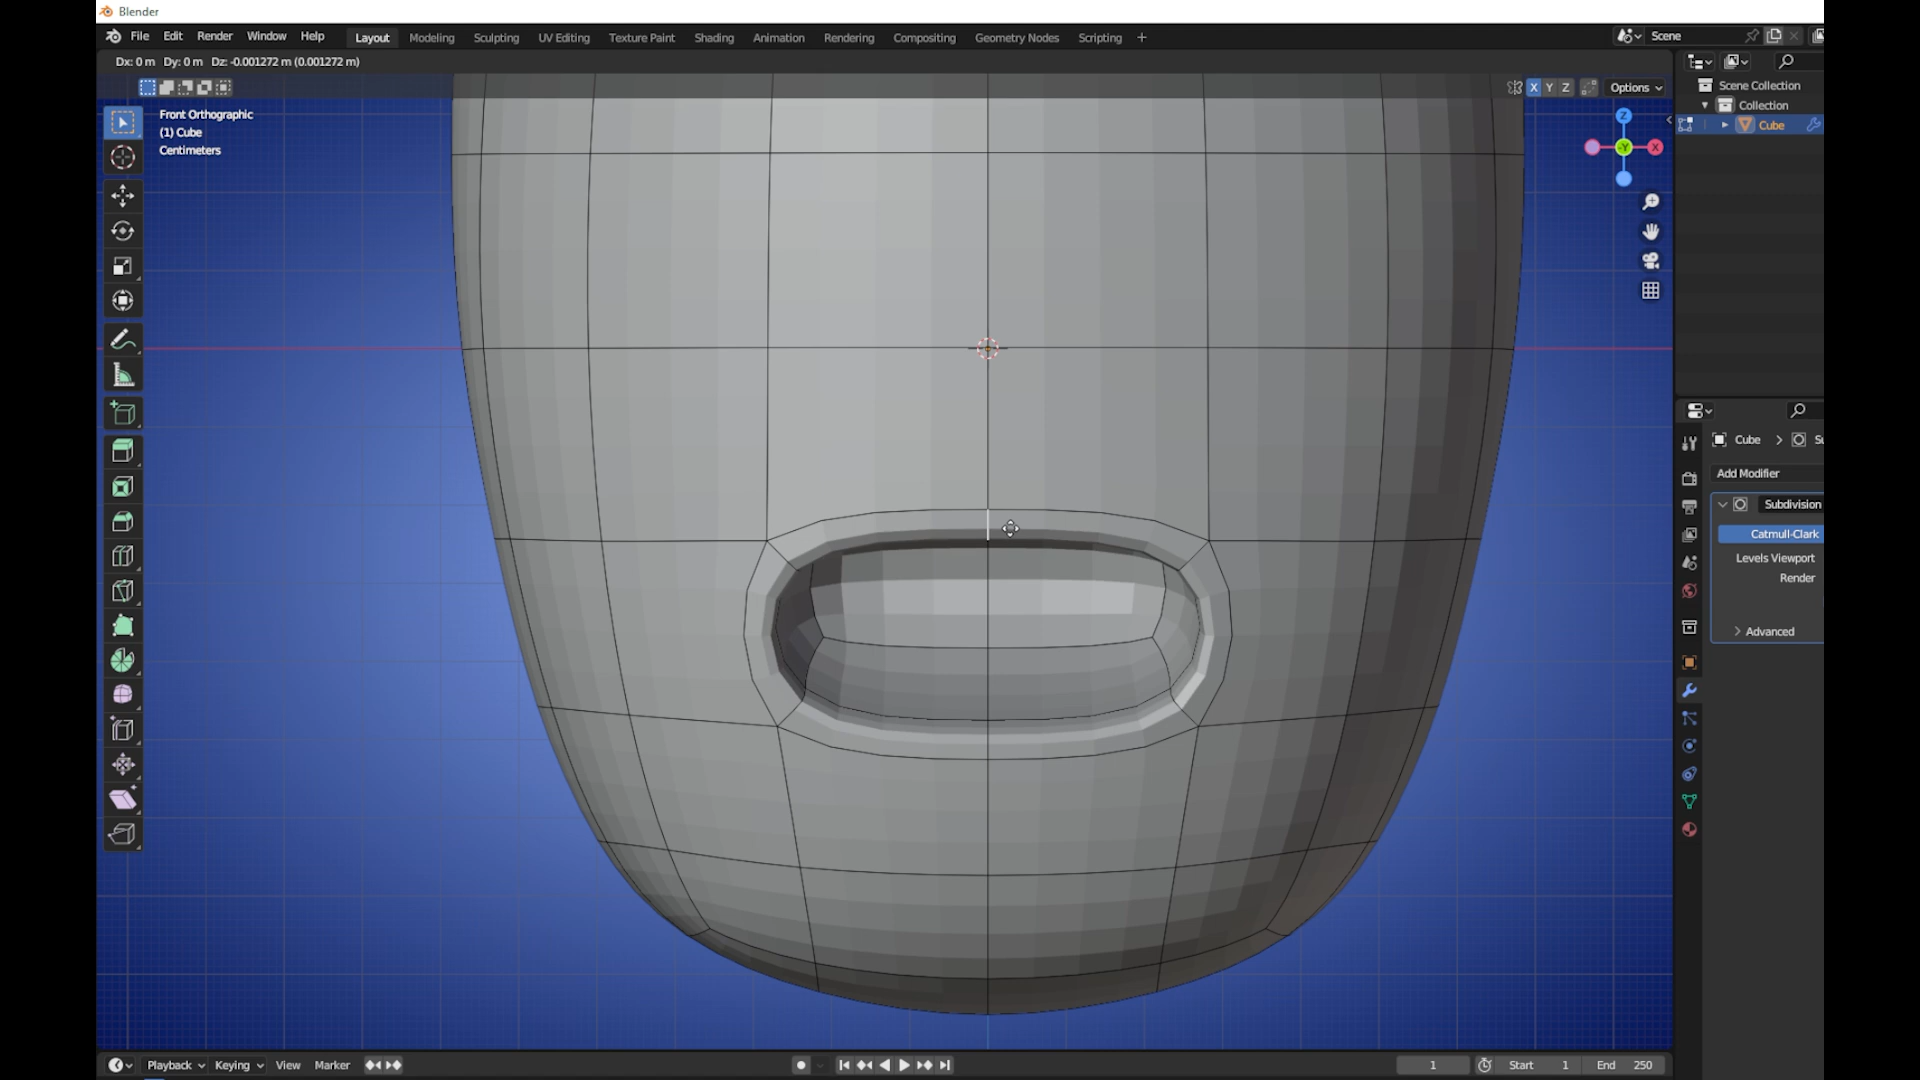 Blender
File Edit Render Window Help Layout Modeling Sculpting UV Editing Texture Paint Shading Animation Rendering Compositing Geometry Nodes Scripting + Scene
Dx: 0 m Dy: 0 m Dz: -0.001272 m (0.001272 m)
X Y Z Options
Scene Collection
Collection
Cube
Front Orthographic
(1) Cube
Centimeters
Z
-Y
X
Cube
Add Modifier
Subdivision
Catmull-Clark
Levels Viewport
Render
Advanced
Playback Keying View Marker 1 Start 1 End 250